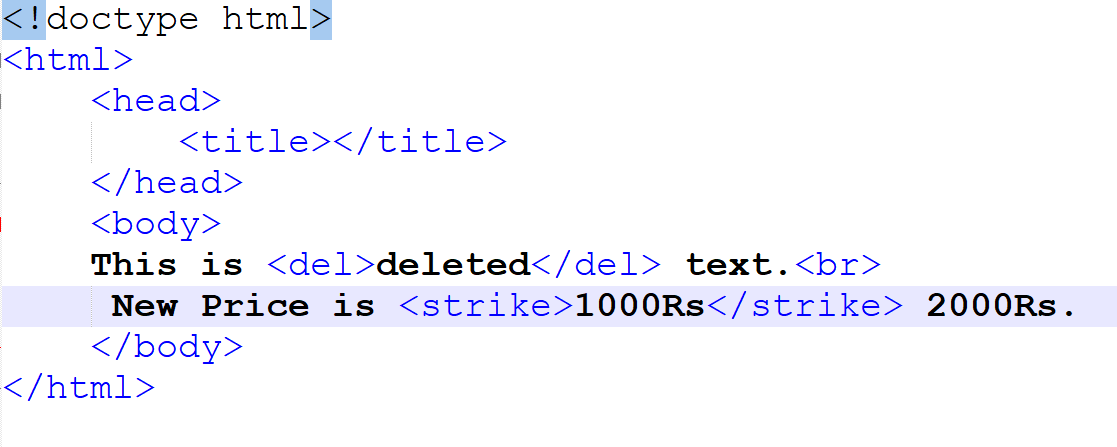 <!doctype html>
<html>
    <head>
        <title></title>
    </head>
    <body>
    This is <del>deleted</del> text.<br>
     New Price is <strike>1000Rs</strike> 2000Rs.
    </body>
</html>